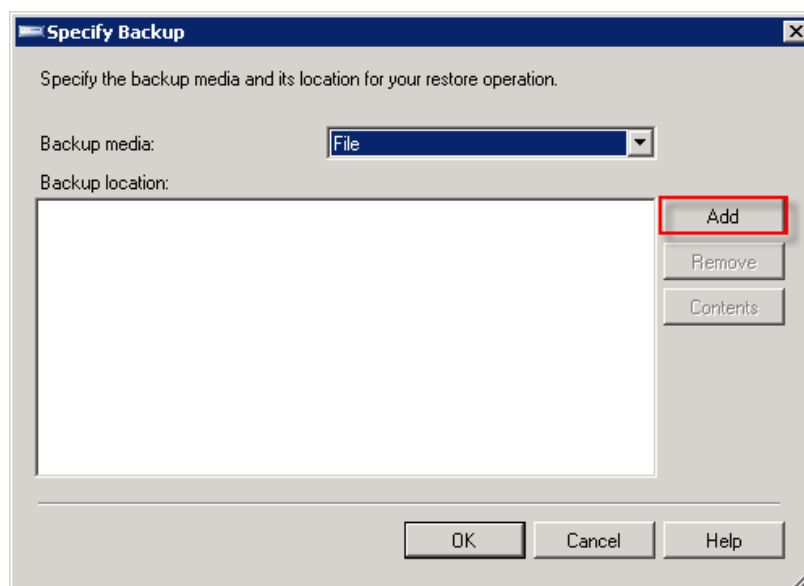 Specify Backup
Specify the backup media and its location for your restore operation.
Backup media:
File
Backup location:
Add
Remove
Contents
OK
Cancel
Help